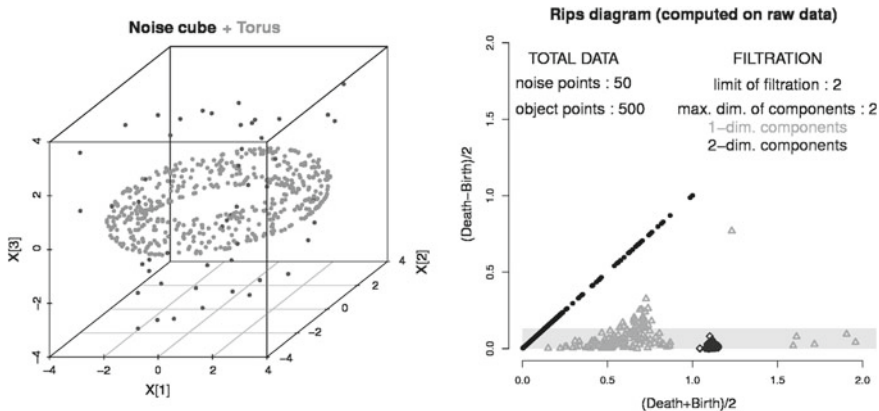 Noise cube + Torus
4
2
0
−2
−4
X[3]
−4
−2
0
2
4
X[1]
−4
−2
0
2
4
X[2]
Rips diagram (computed on raw data)
TOTAL DATA
noise points : 50
object points : 500
FILTRATION
limit of filtration : 2
max. dim. of components : 2
1−dim. components
2−dim. components
2.0
1.5
1.0
0.5
0.0
(Death−Birth)/2
0.0
0.5
1.0
1.5
2.0
(Death+Birth)/2